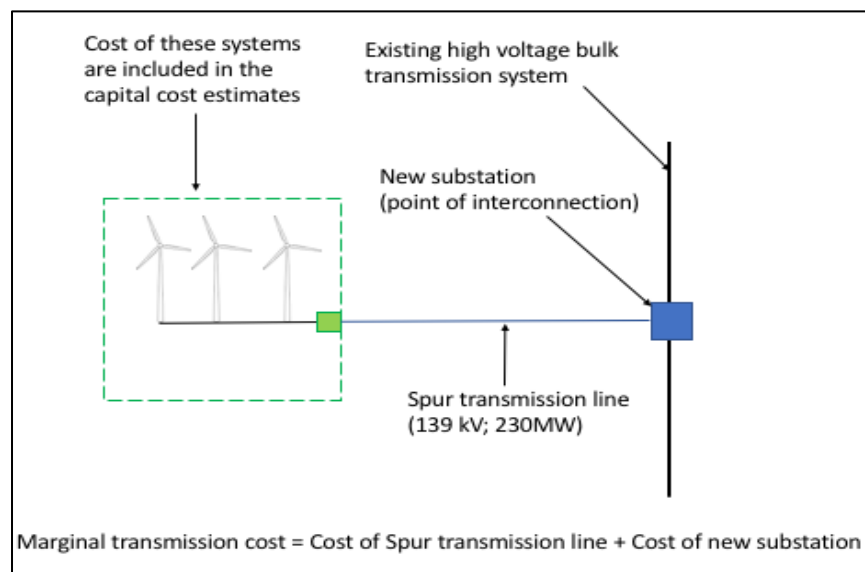 Cost of these systems
are included in the
capital cost estimates
Existing high voltage bulk
transmission system
New substation
(point of interconnection)
Spur transmission line
(139 kV; 230MW)
Marginal transmission cost = Cost of Spur transmission line + Cost of new substation